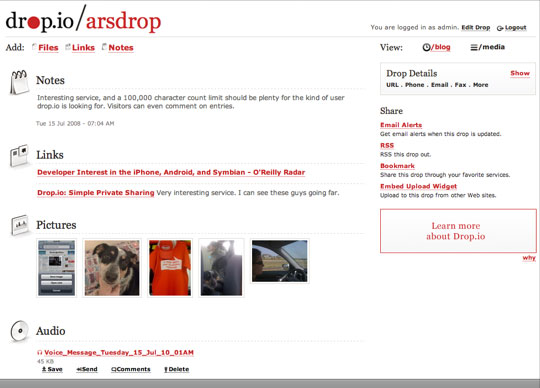 drop.io/arsdrop
You are logged in as admin. Edit Drop Logout
Add: Files Links Notes
View: /blog /media
Notes
Interesting service, and a 100,000 character count limit should be plenty for the kind of user
drop.io is looking for. Visitors can even comment on entries.
Tue 15 Jul 2008 - 07:04 AM
Links
Developer Interest in the iPhone, Android, and Symbian - O'Reilly Radar
Drop.io: Simple Private Sharing Very interesting service. I can see these guys going far.
Pictures
Audio
Voice_Message_Tuesday_15_Jul_10_01AM
45 KB
Save Send Comments Delete
Drop Details Show
URL . Phone . Email . Fax . More
Share
Email Alerts
Get email alerts when this drop is updated.
RSS
RSS this drop out.
Bookmark
Share this drop through your favorite services.
Embed Upload Widget
Upload to this drop from other Web sites.
Learn more
about Drop.io
why